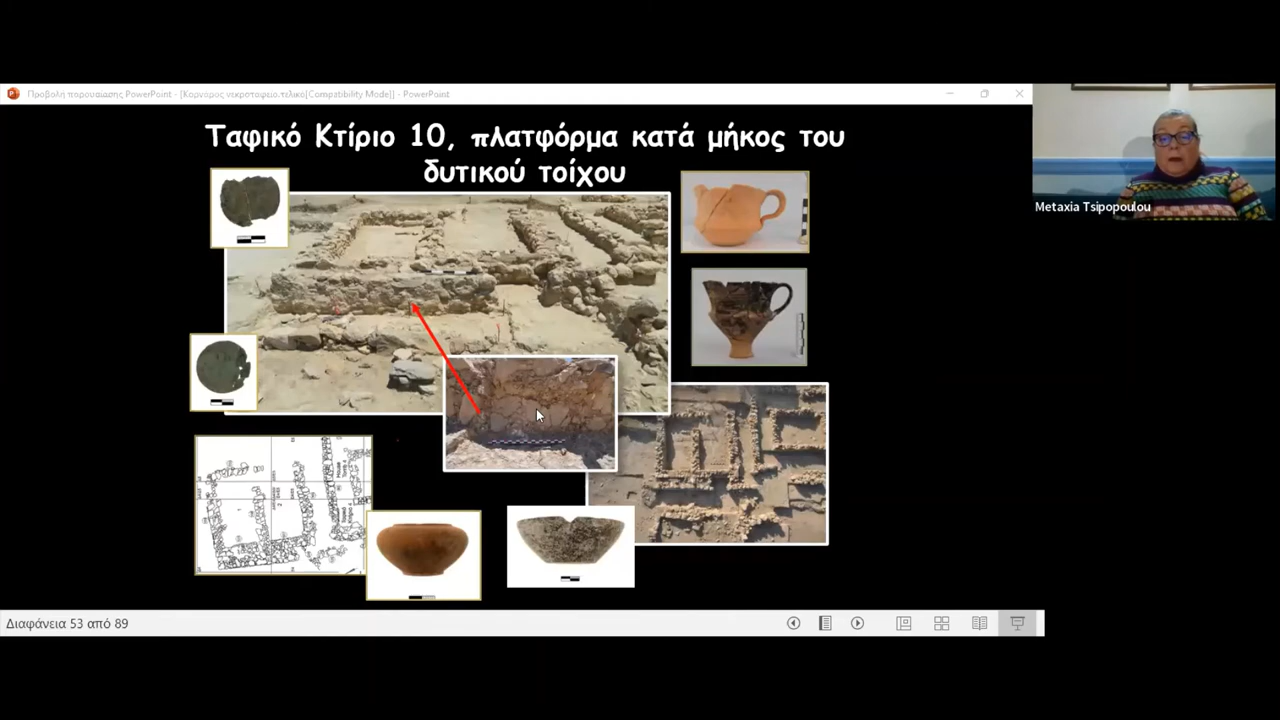 Προβολή παρουσίασης PowerPoint - [Κορνάρος νεκροταφείο.τελικό[Compatibility Mode]] - PowerPoint
Ταφικό Κτίριο 10, πλατφόρμα κατά μήκος του
δυτικού τοίχου
Metaxia Tsipopoulou
Διαφάνεια 53 από 89